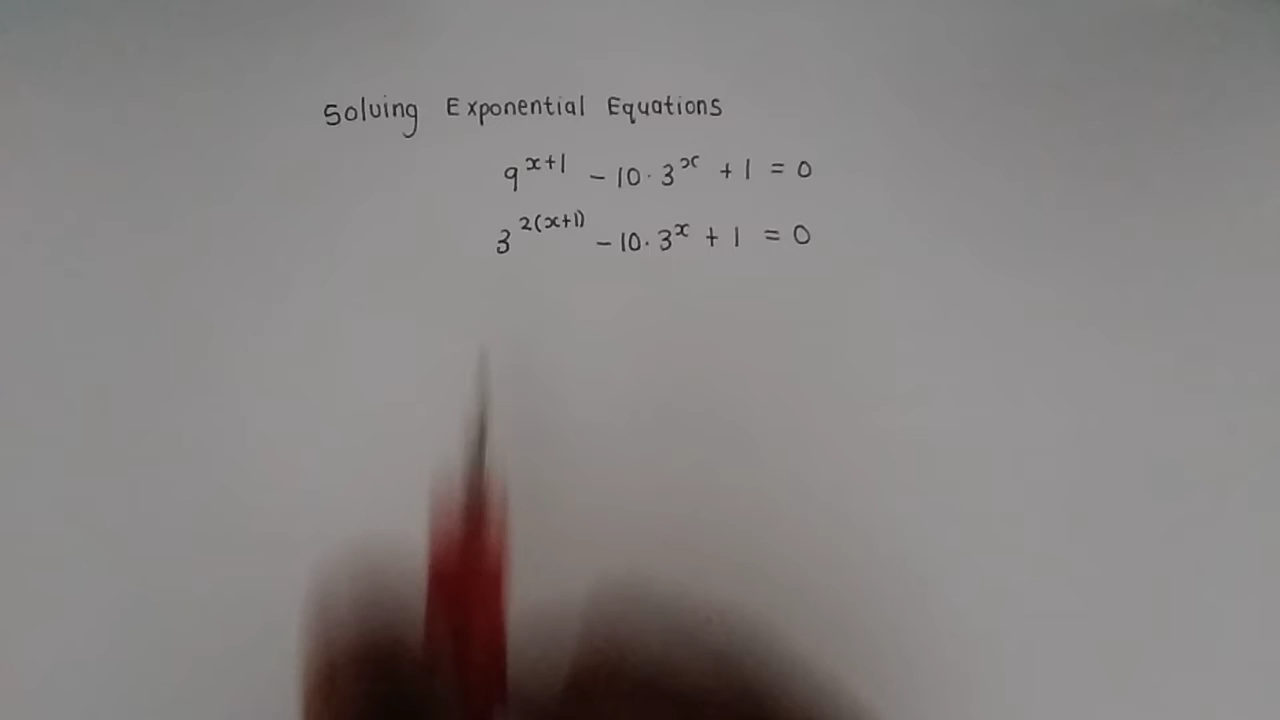 Solving Exponential Equations
9^{x+1} - 10 · 3^x + 1 = 0
3^{2(x+1)} - 10 · 3^x + 1 = 0